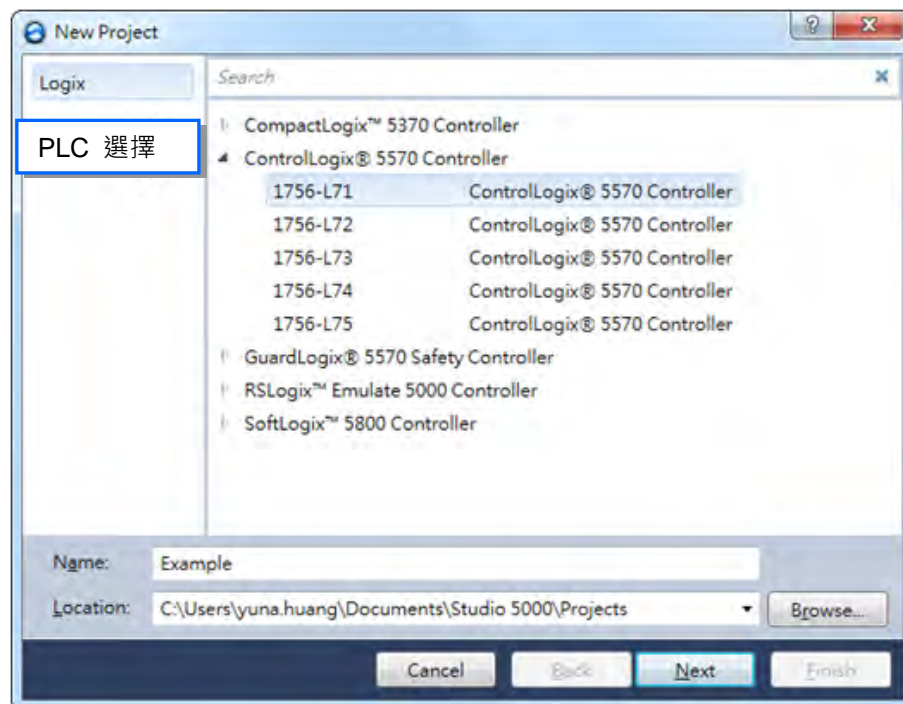 New Project
Logix
Search
PLC 選擇
CompactLogix™ 5370 Controller
ControlLogix® 5570 Controller
1756-L71 ControlLogix® 5570 Controller
1756-L72 ControlLogix® 5570 Controller
1756-L73 ControlLogix® 5570 Controller
1756-L74 ControlLogix® 5570 Controller
1756-L75 ControlLogix® 5570 Controller
GuardLogix® 5570 Safety Controller
RSLogix™ Emulate 5000 Controller
SoftLogix™ 5800 Controller
Name: Example
Location: C:\Users\yuna.huang\Documents\Studio 5000\Projects Browse...
Cancel Back Next Finish